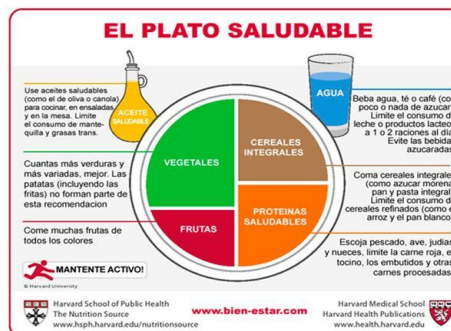 EL PLATO SALUDABLE
Use aceites saludables
(como el de oliva o canola)
para cocinar, en ensaladas
y en la mesa. Limite
el consumo de mante-
quilla y grasas trans.
ACEITE
SALUDABLE
AGUA
Beba agua, té o café (co
poco o nada de azucar
Limite el consumo d
leche o productos lacteo
a 1 o 2 raciones al dí
Evite las bebida
azucaradas
Cuantas más verduras y
más variadas, mejor. Las
patatas (incluyendo las
fritas) no forman parte de
esta recomendacion
VEGETALES
CEREALES
INTEGRALES
Coma cereales integrale
(como azucar morena
pan y pasta integral
Limite el consumo d
cereales refinados (como e
arroz y el pan blanco
Come muchas frutas de
todos los colores
FRUTAS
PROTEINAS
SALUDABLES
Escoja pescado, ave, judias
y nueces, limite la carne roja, e
tocino, los embutidos y otra
carnes procesadas
MANTENTE ACTIVO!
© Harvard University
Harvard School of Public Health
The Nutrition Source
www.hsph.harvard.edu/nutritionsource
www.bien-estar.com
Harvard Medical School
Harvard Health Publications
www.health.harvard.edu